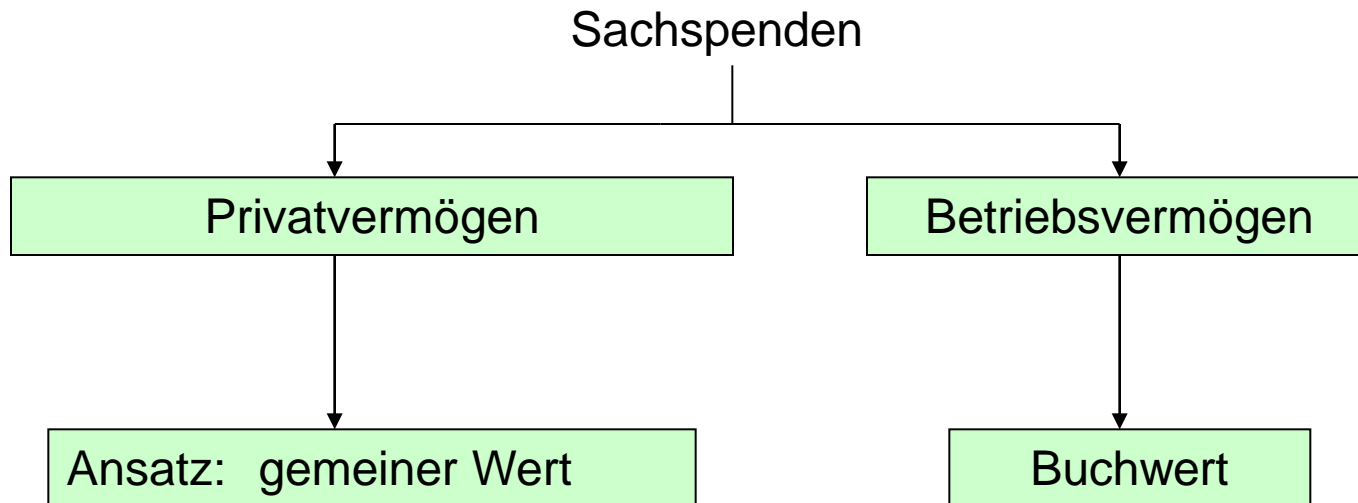 Sachspenden
Privatvermögen
Betriebsvermögen
Ansatz: gemeiner Wert
Buchwert